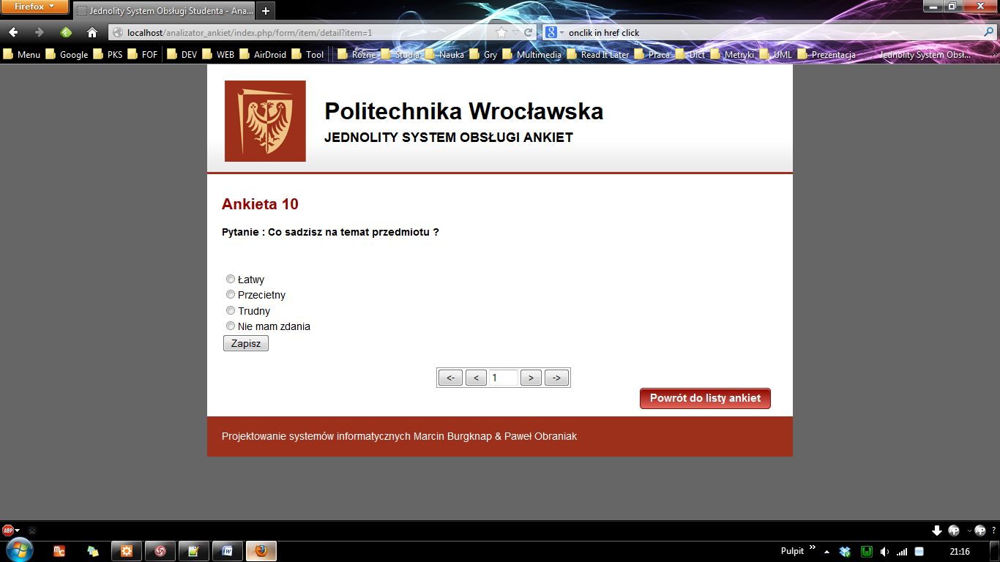 Firefox
Jednolity System Obsługi Studenta - Ana...
localhost/analizator_ankiet/index.php/form/item/detail?item=1
onclik in href click
Menu Google PKS FOF DEV WEB AirDroid Tool Różne Studia Nauka Gry Multimedia Read It Later Praca Dict Metryki UML Prezentacja Jednolity System Obsł...
Politechnika Wrocławska
JEDNOLITY SYSTEM OBSŁUGI ANKIET
Ankieta 10
Pytanie : Co sadzisz na temat przedmiotu ?
Łatwy
Przecietny
Trudny
Nie mam zdania
Zapisz
<- < 1 > ->
Powrót do listy ankiet
Projektowanie systemów informatycznych Marcin Burgknap & Paweł Obraniak
ABP
?
Pulpit
21:16